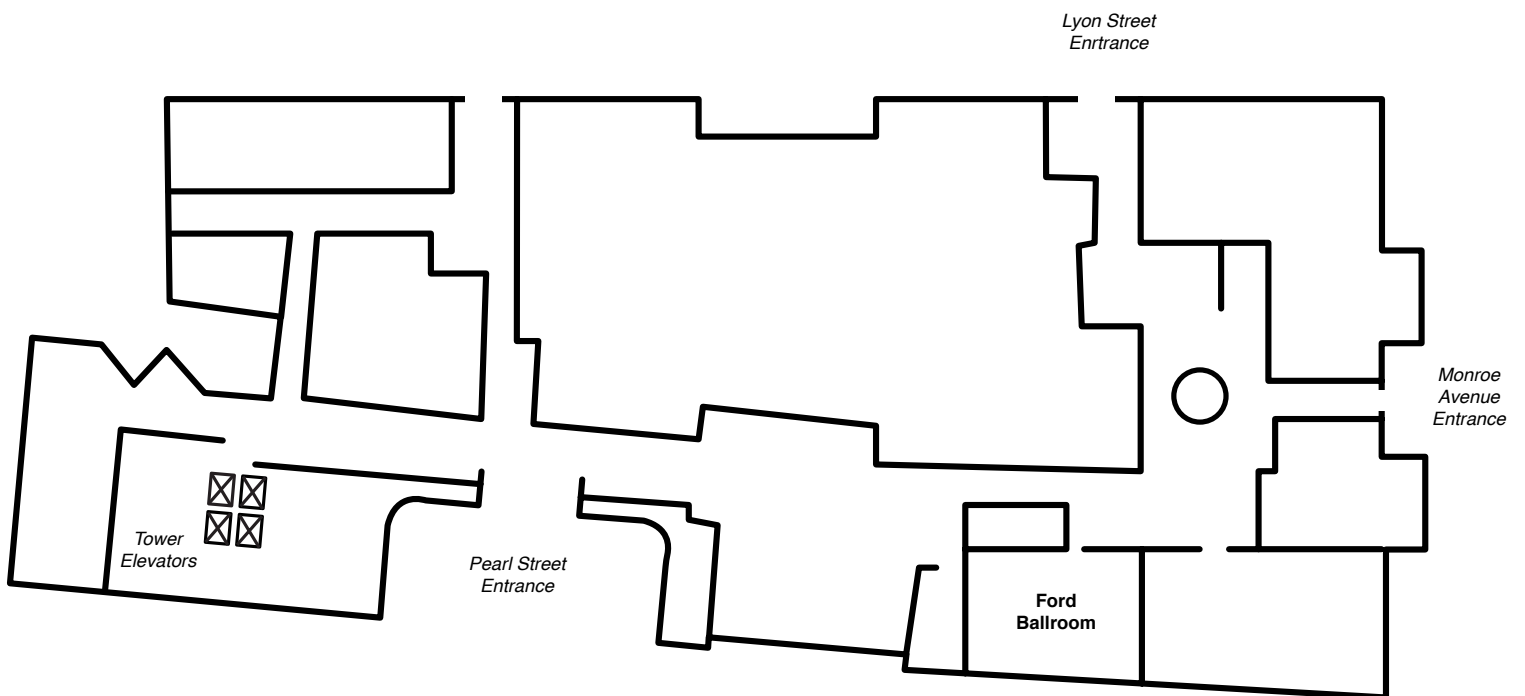 Lyon Street
Enrtrance
Monroe
Avenue
Entrance
Tower
Elevators
Pearl Street
Entrance
Ford
Ballroom